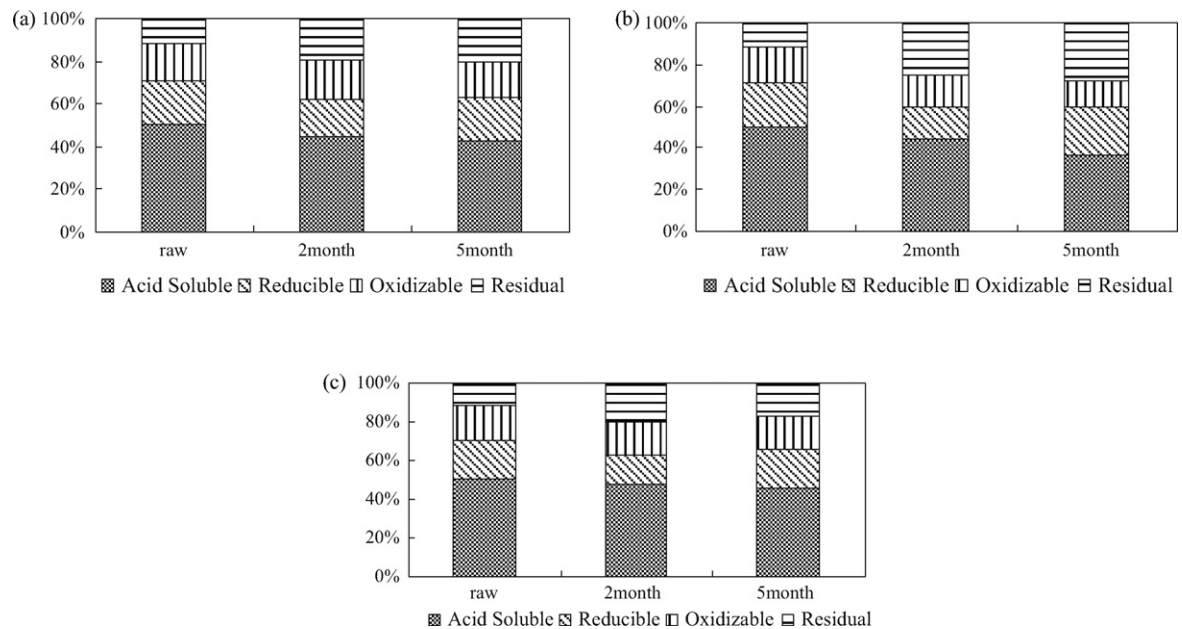 (a)
100%
80%
60%
40%
20%
0%
raw 2month 5month
Acid Soluble Reducible Oxidizable Residual
(b)
100%
80%
60%
40%
20%
0%
raw 2month 5month
Acid Soluble Reducible Oxidizable Residual
(c)
100%
80%
60%
40%
20%
0%
raw 2month 5month
Acid Soluble Reducible Oxidizable Residual